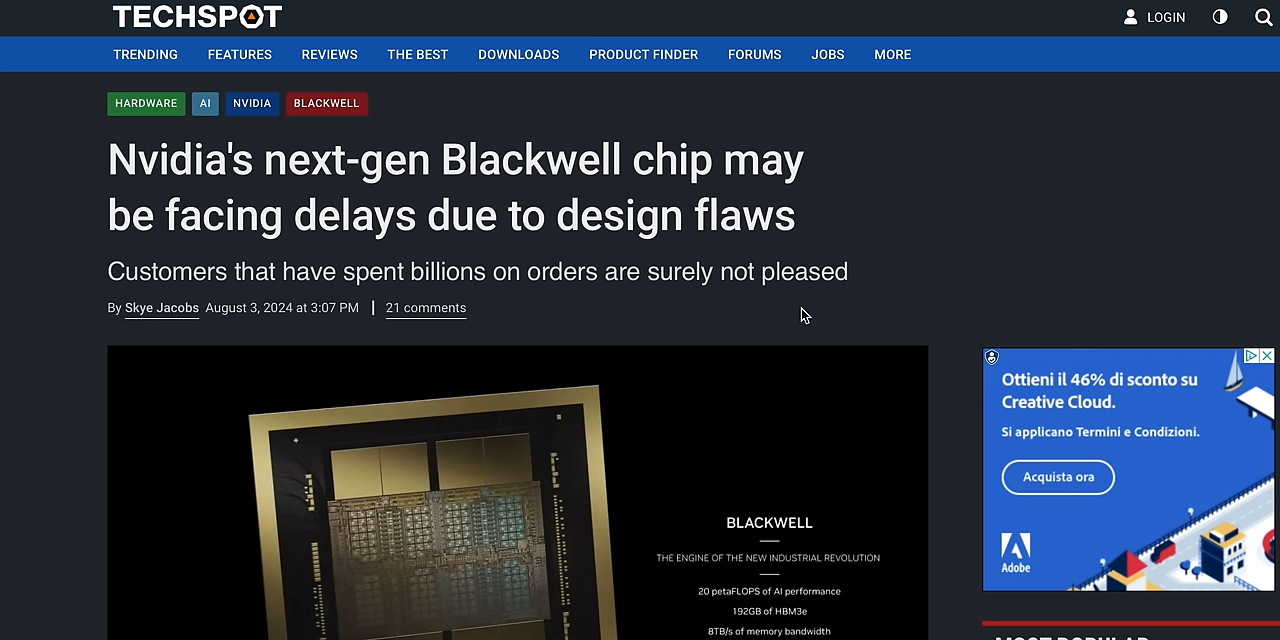 TECHSPOT
LOGIN
TRENDING FEATURES REVIEWS THE BEST DOWNLOADS PRODUCT FINDER FORUMS JOBS MORE
HARDWARE AI NVIDIA BLACKWELL
Nvidia's next-gen Blackwell chip may
be facing delays due to design flaws
Customers that have spent billions on orders are surely not pleased
By Skye Jacobs August 3, 2024 at 3:07 PM | 21 comments
BLACKWELL
THE ENGINE OF THE NEW INDUSTRIAL REVOLUTION
20 petaFLOPS of AI performance
192GB of HBM3e
8TB/s of memory bandwidth
Ottieni il 46% di sconto su
Creative Cloud.
Si applicano Termini e Condizioni.
Acquista ora
Adobe
MOST POPULAR